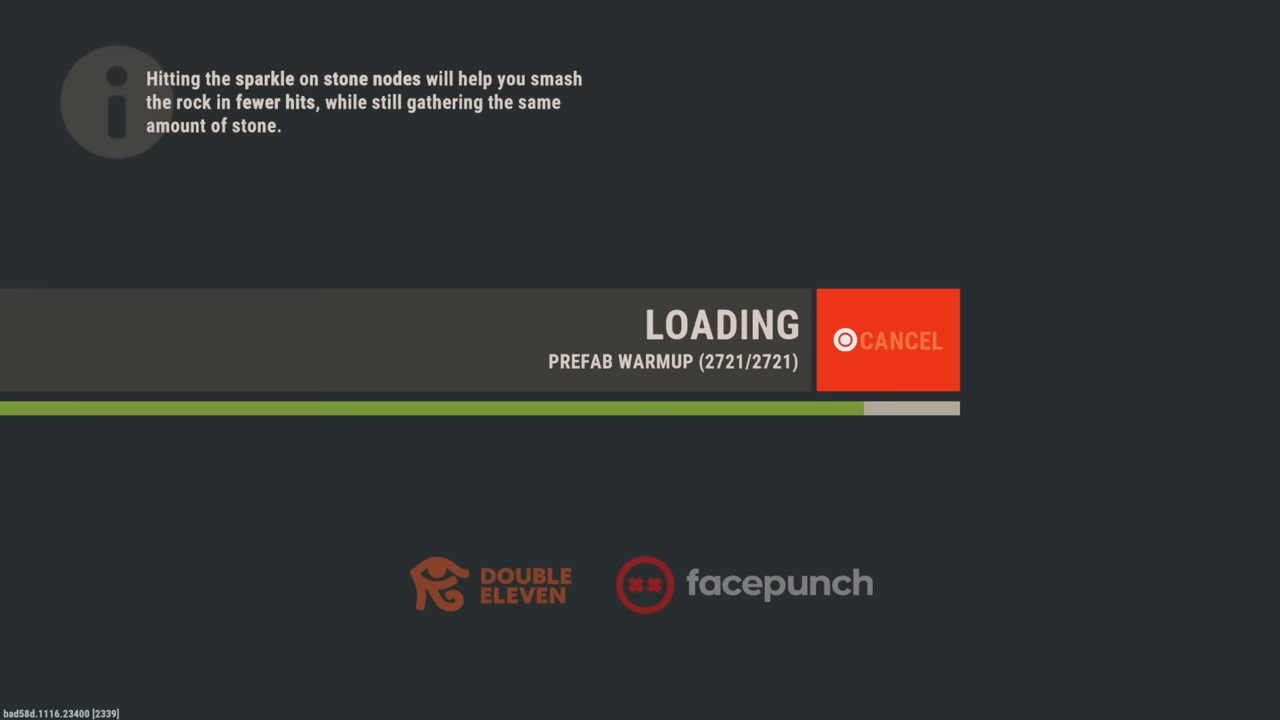 Hitting the sparkle on stone nodes will help you smash
the rock in fewer hits, while still gathering the same
amount of stone.
LOADING
PREFAB WARMUP (2721/2721)
CANCEL
DOUBLE
ELEVEN
facepunch
bad58d.1116.23400 [2339]